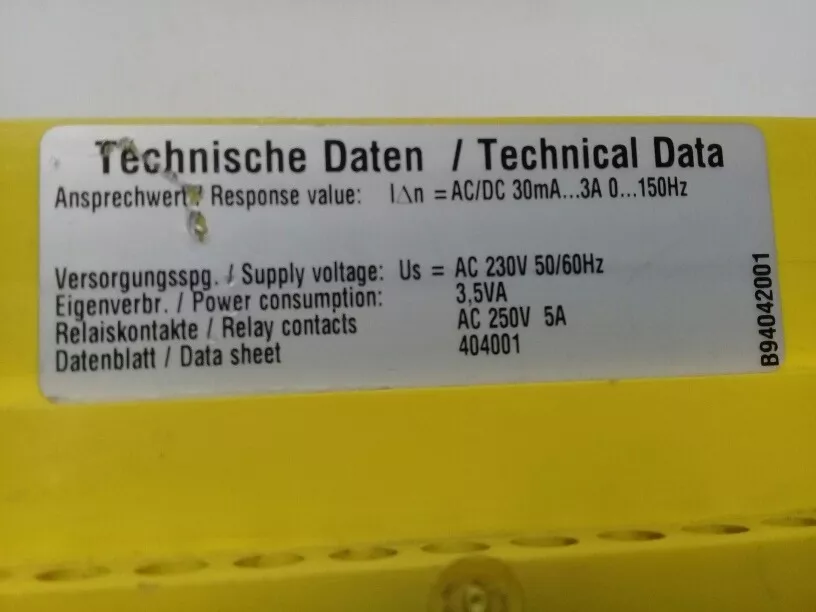 Technische Daten / Technical Data
Ansprechwert/ Response value: I∆n = AC/DC 30mA...3A 0...150Hz
Versorgungsspg. / Supply voltage: Us = AC 230V 50/60Hz
Eigenverbr. / Power consumption: 3,5VA
Relaiskontakte / Relay contacts AC 250V 5A
Datenblatt / Data sheet 404001
B94042001